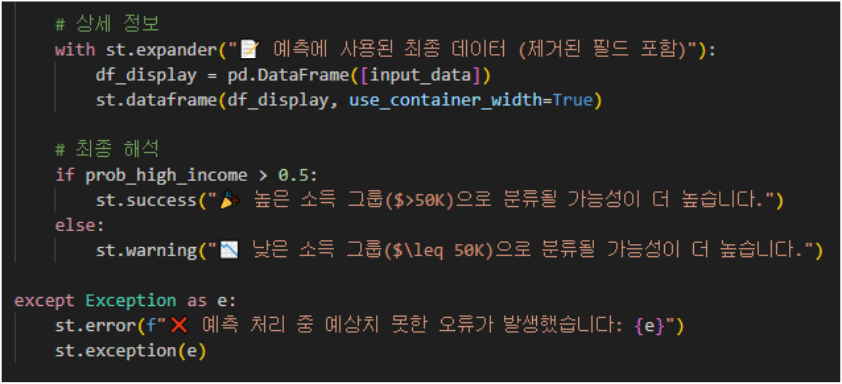 # 상세 정보
with st.expander("📝 예측에 사용된 최종 데이터 (제거된 필드 포함)"):
df_display = pd.DataFrame([input_data])
st.dataframe(df_display, use_container_width=True)
# 최종 해석
if prob_high_income > 0.5:
st.success("🎉 높은 소득 그룹($>50K)으로 분류될 가능성이 더 높습니다.")
else:
st.warning("📉 낮은 소득 그룹($\leq 50K)으로 분류될 가능성이 더 높습니다.")
except Exception as e:
st.error(f"❌ 예측 처리 중 예상치 못한 오류가 발생했습니다: {e}")
st.exception(e)